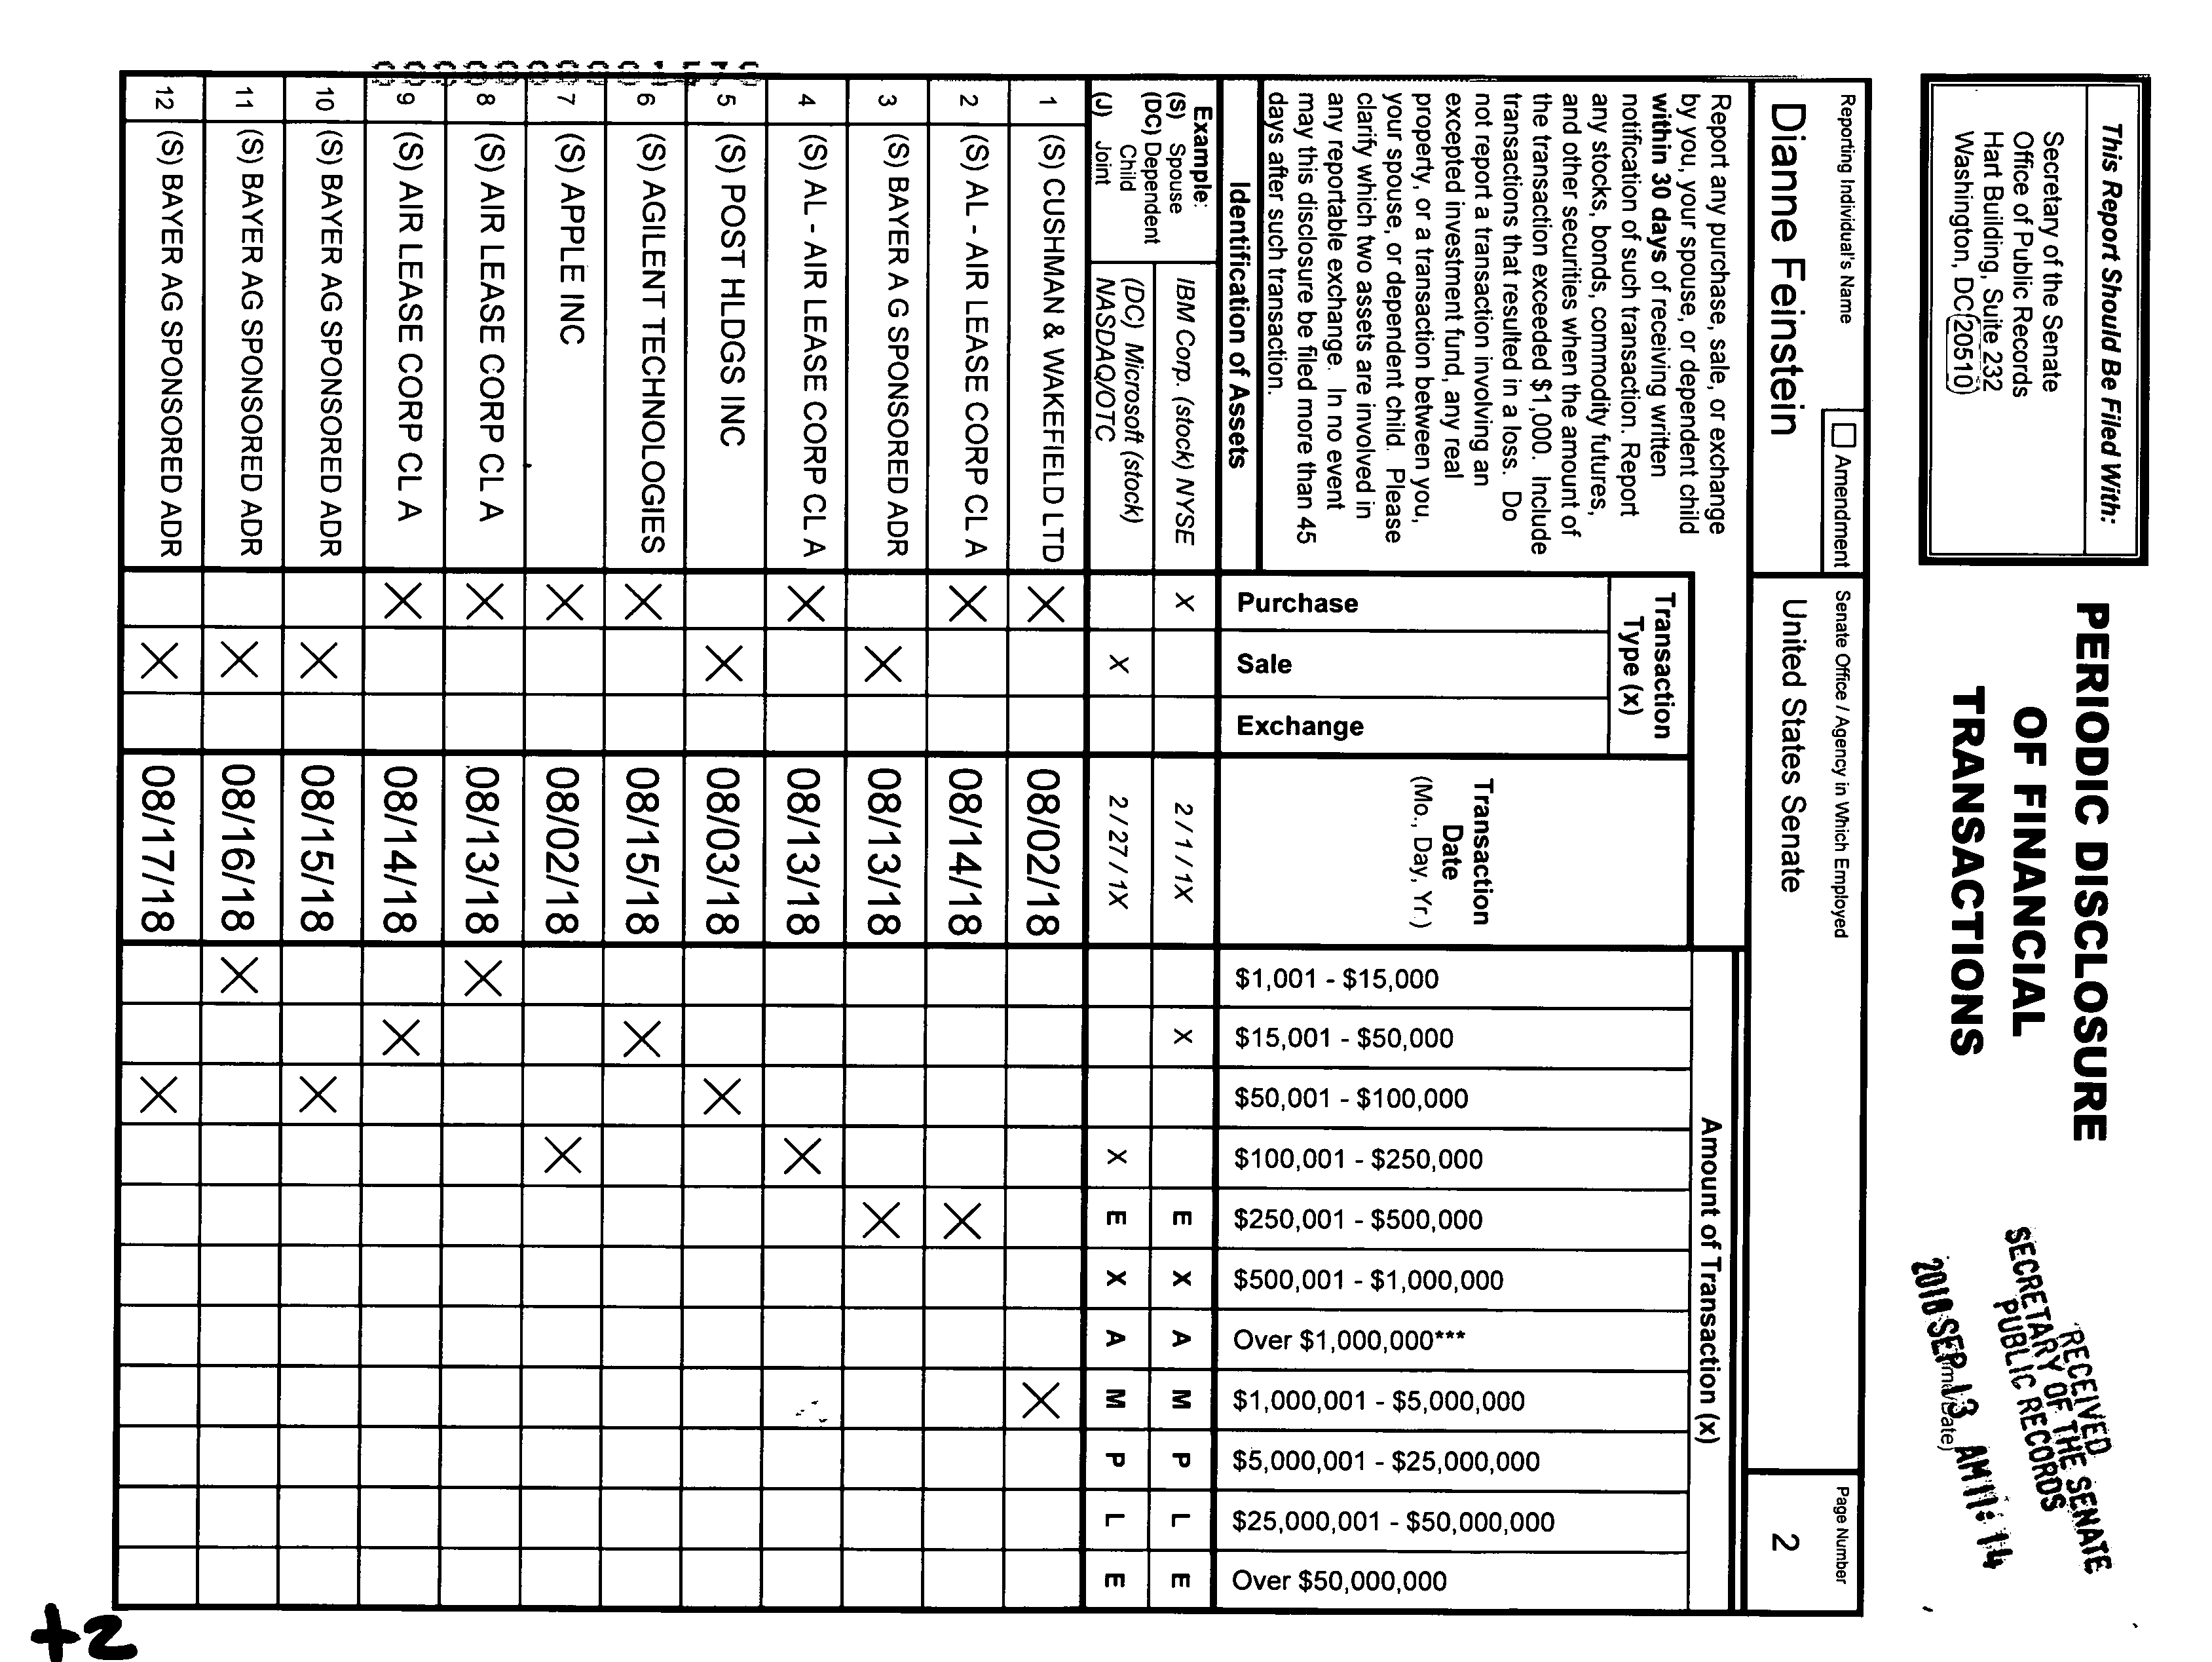 This Report Should Be Filed With:
Secretary of the Senate
Office of Public Records
Hart Building, Suite 232
Washington, DC 20510
PERIODIC DISCLOSURE
OF FINANCIAL
TRANSACTIONS
RECEIVED
SECRETARY OF THE SENATE
PUBLIC RECORDS
2018 SEP 13 AM 11: 14
Reporting Individual's Name
Amendment
Senate Office / Agency in Which Employed
Page Number
Dianne Feinstein
United States Senate
2
Report any purchase, sale, or exchange
by you, your spouse, or dependent child
within 30 days of receiving written
notification of such transaction. Report
any stocks, bonds, commodity futures,
and other securities when the amount of
the transaction exceeded $1,000. Include
transactions that resulted in a loss. Do
not report a transaction involving an
excepted investment fund, any real
property, or a transaction between you,
your spouse, or dependent child. Please
clarify which two assets are involved in
any reportable exchange. In no event
may this disclosure be filed more than 45
days after such transaction.
Transaction
Type (x)
Transaction
Date
(Mo., Day, Yr.)
Amount of Transaction (x)
Identification of Assets
Purchase
Sale
Exchange
$1,001 - $15,000
$15,001 - $50,000
$50,001 - $100,000
$100,001 - $250,000
$250,001 - $500,000
$500,001 - $1,000,000
Over $1,000,000***
$1,000,001 - $5,000,000
$5,000,001 - $25,000,000
$25,000,001 - $50,000,000
Over $50,000,000
Example:
(S) Spouse
(DC) Dependent
Child
(J) Joint
IBM Corp. (stock) NYSE X 2 / 1 / 1X X E X A M P L E
(DC) Microsoft (stock)
NASDAQ/OTC X 2 / 27 / 1X X E X A M P L E
1 (S) CUSHMAN & WAKEFIELD LTD X 08/02/18 X
2 (S) AL - AIR LEASE CORP CL A X 08/14/18 X
3 (S) BAYER A G SPONSORED ADR X 08/13/18 X
4 (S) AL - AIR LEASE CORP CL A X 08/13/18 X
5 (S) POST HLDGS INC X 08/03/18 X
6 (S) AGILENT TECHNOLOGIES X 08/15/18 X
7 (S) APPLE INC X 08/02/18 X
8 (S) AIR LEASE CORP CL A X 08/13/18 X
9 (S) AIR LEASE CORP CL A X 08/14/18 X
10 (S) BAYER AG SPONSORED ADR X 08/15/18 X
11 (S) BAYER AG SPONSORED ADR X 08/16/18 X
12 (S) BAYER AG SPONSORED ADR X 08/17/18 X
+2